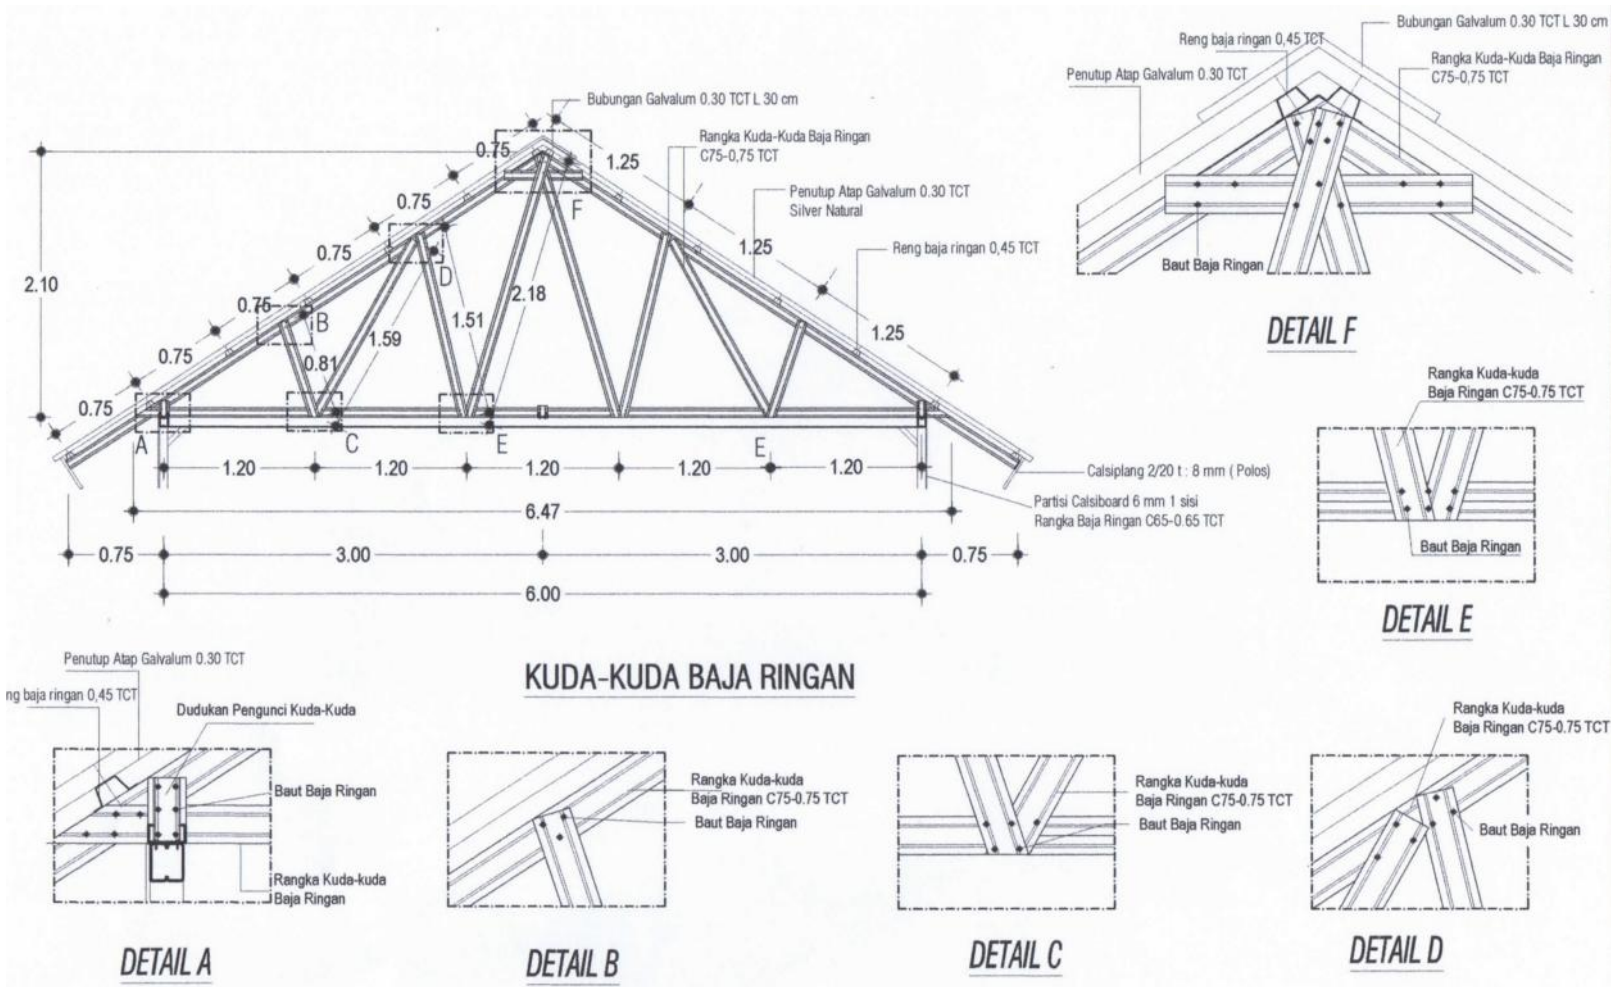 Bubungan Galvalum 0.30 TCT L 30 cm
Rangka Kuda-Kuda Baja Ringan
C75-0,75 TCT
Penutup Atap Galvalum 0.30 TCT
Silver Natural
Reng baja ringan 0,45 TCT
0.75
1.25
0.75
F
0.75
1.25
2.10
0.75
D
2.18
0.75
B
1.59
1.51
1.25
0.75
0.81
0.75
A
C
E
E
1.20
1.20
1.20
1.20
1.20
Calsiplang 2/20 t : 8 mm ( Polos)
Partisi Calsiboard 6 mm 1 sisi
Rangka Baja Ringan C65-0.65 TCT
6.47
0.75
3.00
3.00
0.75
6.00
KUDA-KUDA BAJA RINGAN
Bubungan Galvalum 0.30 TCT L 30 cm
Reng baja ringan 0,45 TCT
Rangka Kuda-Kuda Baja Ringan
C75-0,75 TCT
Penutup Atap Galvalum 0.30 TCT
Baut Baja Ringan
DETAIL F
Rangka Kuda-kuda
Baja Ringan C75-0.75 TCT
Baut Baja Ringan
DETAIL E
Penutup Atap Galvalum 0.30 TCT
ng baja ringan 0,45 TCT
Dudukan Pengunci Kuda-Kuda
Baut Baja Ringan
Rangka Kuda-kuda
Baja Ringan
DETAIL A
Rangka Kuda-kuda
Baja Ringan C75-0.75 TCT
Baut Baja Ringan
DETAIL B
Rangka Kuda-kuda
Baja Ringan C75-0.75 TCT
Baut Baja Ringan
DETAIL C
Rangka Kuda-kuda
Baja Ringan C75-0.75 TCT
Baut Baja Ringan
DETAIL D